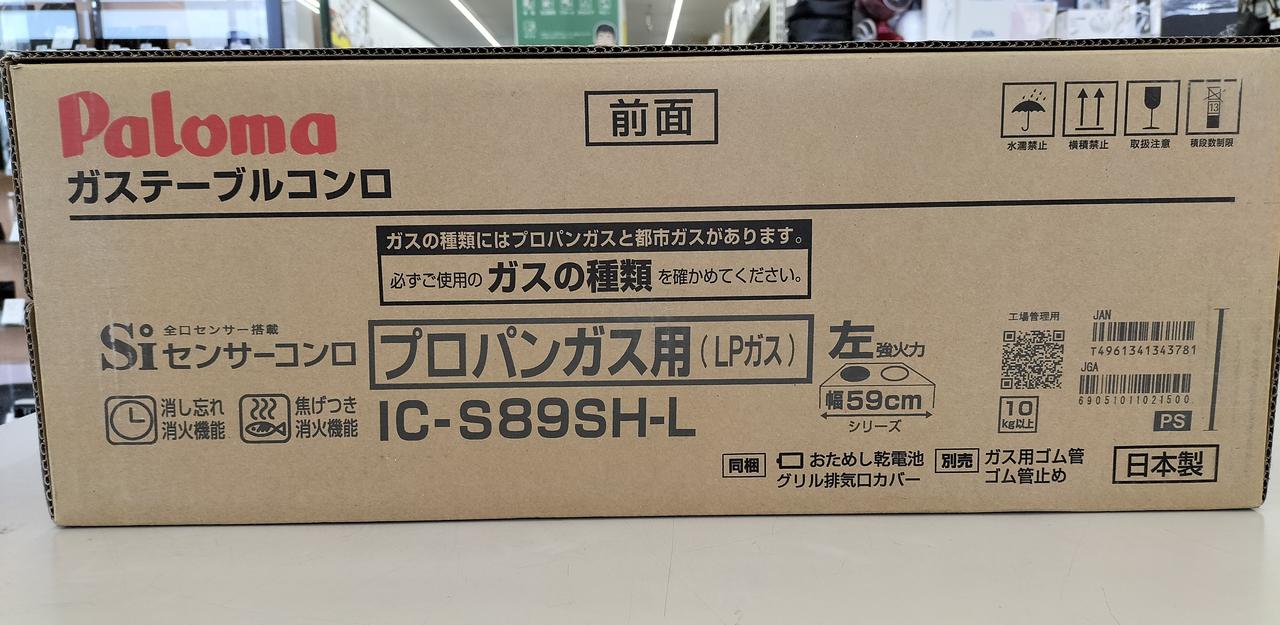 Paloma
ガステーブルコンロ
前面
水濡禁止
横積禁止
取扱注意
13
積段数制限
ガスの種類にはプロパンガスと都市ガスがあります。
必ずご使用の ガスの種類 を確かめてください。
Si 全口センサー搭載
センサーコンロ
プロパンガス用（LPガス）
左 強火力
幅59cm
シリーズ
消し忘れ
消火機能
焦げつき
消火機能
IC-S89SH-L
工場管理用
10
kg以上
JAN
T4961341343781
JGA
69051011021500
PS
同梱 おためし乾電池
グリル排気口カバー
別売 ガス用ゴム管
ゴム管止め
日本製